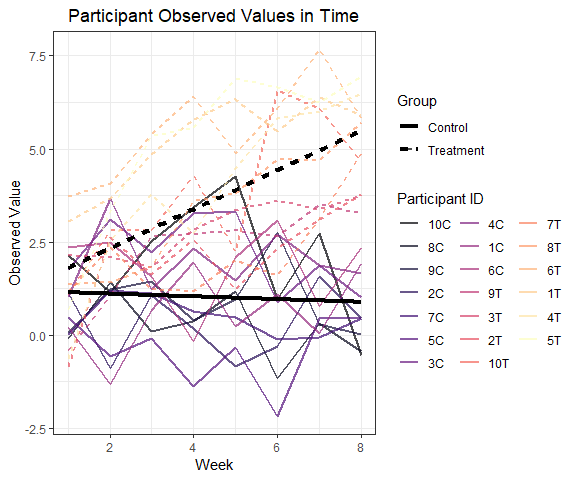 Participant Observed Values in Time
Observed Value
7.5
5.0
2.5
0.0
-2.5
2
4
6
8
Week
Group
Control
Treatment
Participant ID
10C 4C 7T
8C 1C 8T
9C 6C 6T
2C 9T 1T
7C 3T 4T
5C 2T 5T
3C 10T